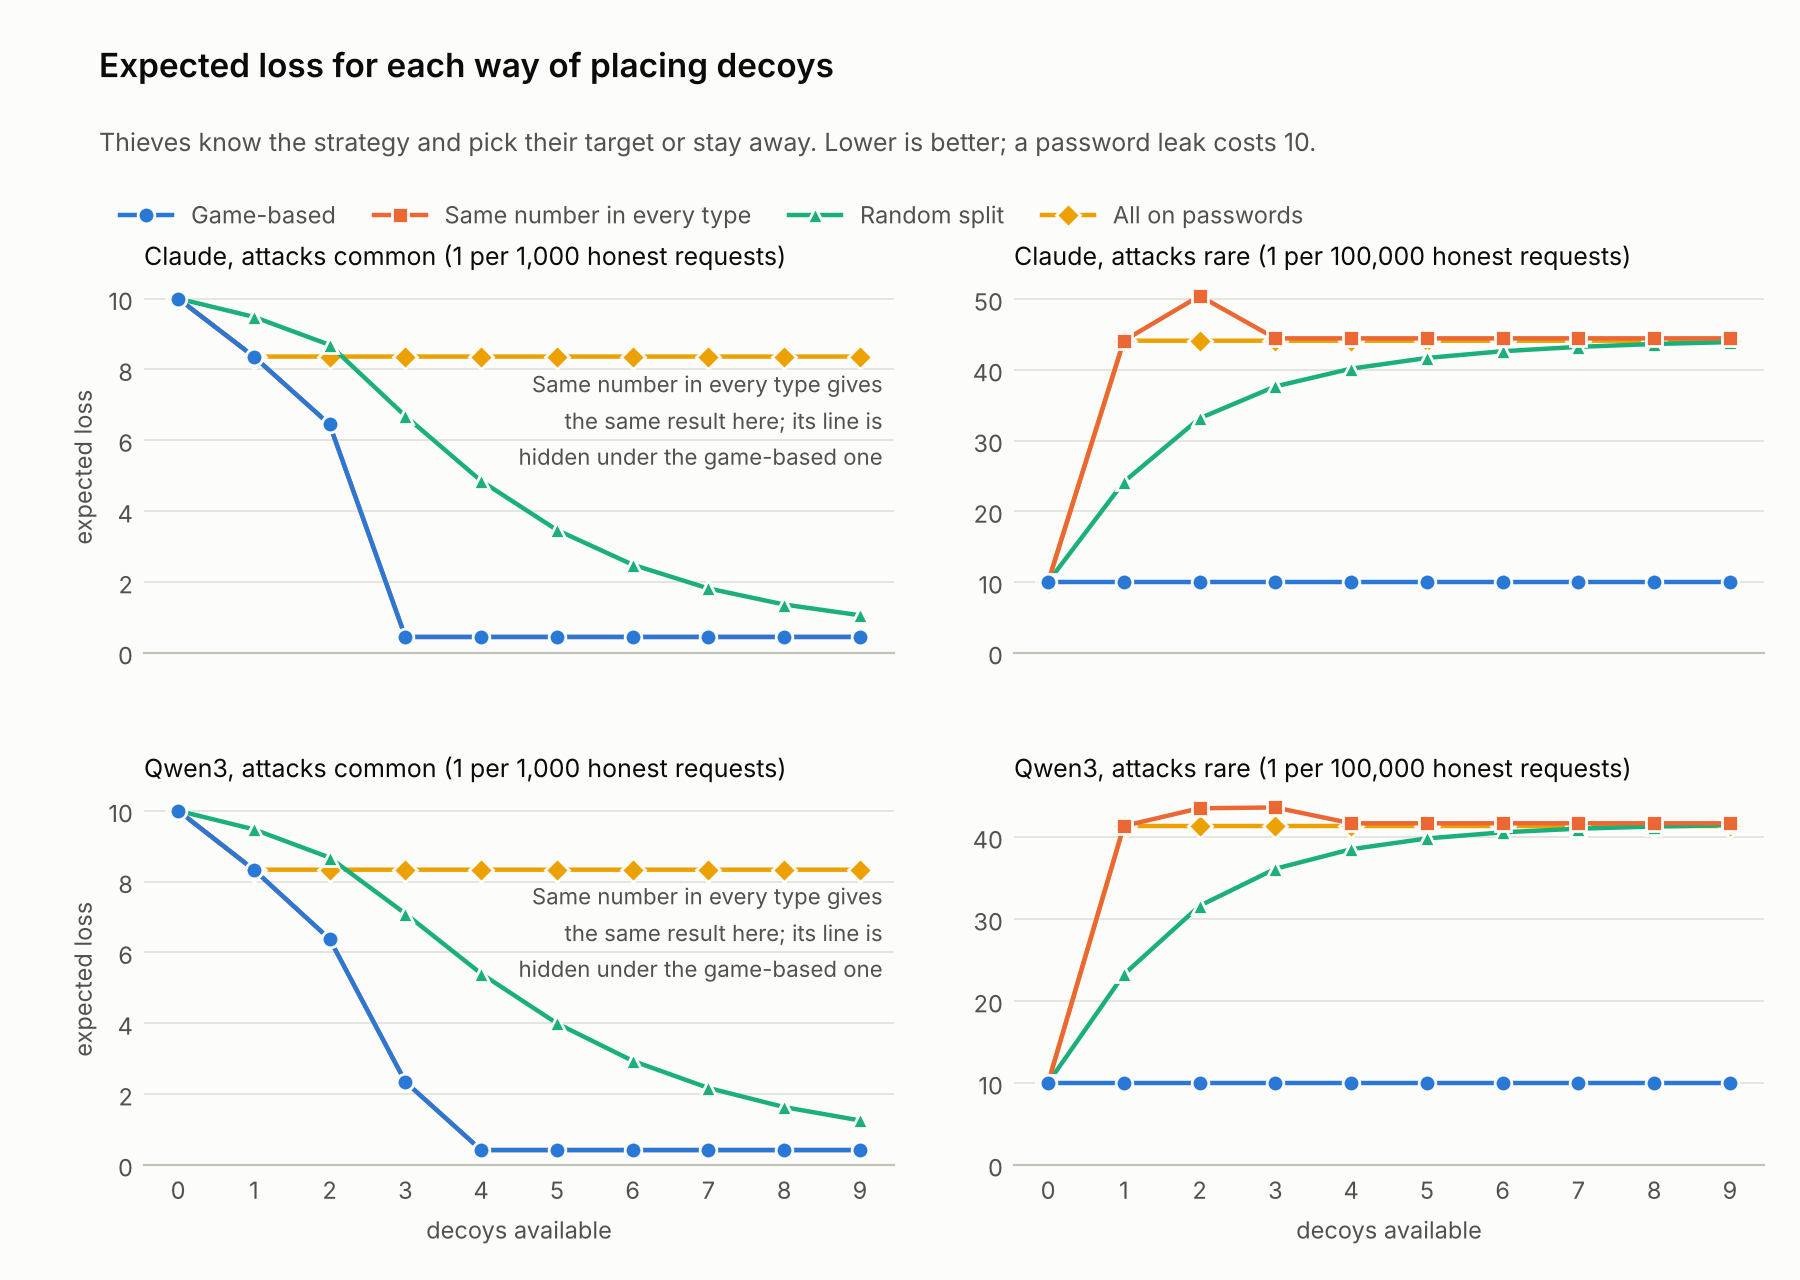 Expected loss for each way of placing decoys
Thieves know the strategy and pick their target or stay away. Lower is better; a password leak costs 10.
Game-based Same number in every type Random split All on passwords
Claude, attacks common (1 per 1,000 honest requests)
10
8
6
4
2
0
expected loss
Same number in every type gives
the same result here; its line is
hidden under the game-based one
Claude, attacks rare (1 per 100,000 honest requests)
50
40
30
20
10
0
Qwen3, attacks common (1 per 1,000 honest requests)
10
8
6
4
2
0
expected loss
Same number in every type gives
the same result here; its line is
hidden under the game-based one
0 1 2 3 4 5 6 7 8 9
decoys available
Qwen3, attacks rare (1 per 100,000 honest requests)
40
30
20
10
0
0 1 2 3 4 5 6 7 8 9
decoys available